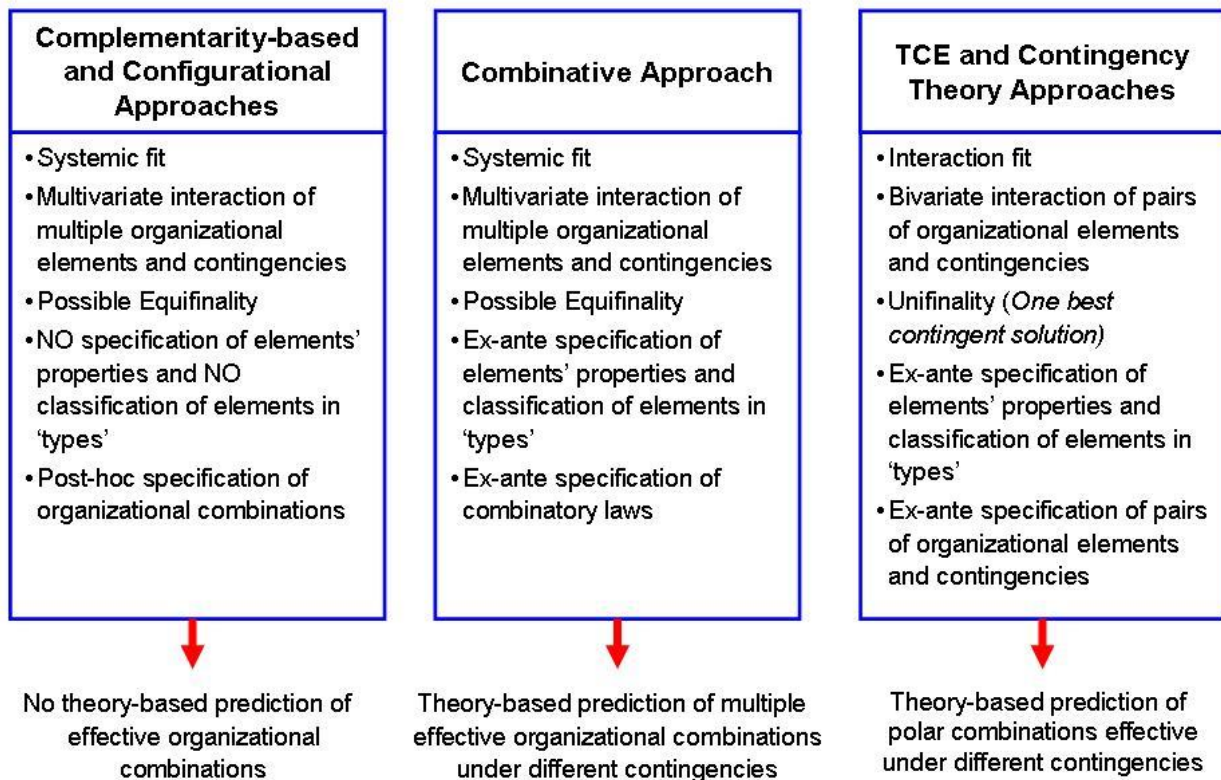 Complementarity-based
and Configurational
Approaches
•Systemic fit
•Multivariate interaction of
multiple organizational
elements and contingencies
•Possible Equifinality
•NO specification of elements’
properties and NO
classification of elements in
‘types’
•Post-hoc specification of
organizational combinations
No theory-based prediction of
effective organizational
combinations
Combinative Approach
•Systemic fit
•Multivariate interaction of
multiple organizational
elements and contingencies
•Possible Equifinality
•Ex-ante specification of
elements’ properties and
classification of elements in
‘types’
•Ex-ante specification of
combinatory laws
Theory-based prediction of multiple
effective organizational combinations
under different contingencies
TCE and Contingency
Theory Approaches
•Interaction fit
•Bivariate interaction of pairs
of organizational elements
and contingencies
•Unifinality (One best
contingent solution)
•Ex-ante specification of
elements’ properties and
classification of elements in
‘types’
•Ex-ante specification of pairs
of organizational elements
and contingencies
Theory-based prediction of
polar combinations effective
under different contingencies